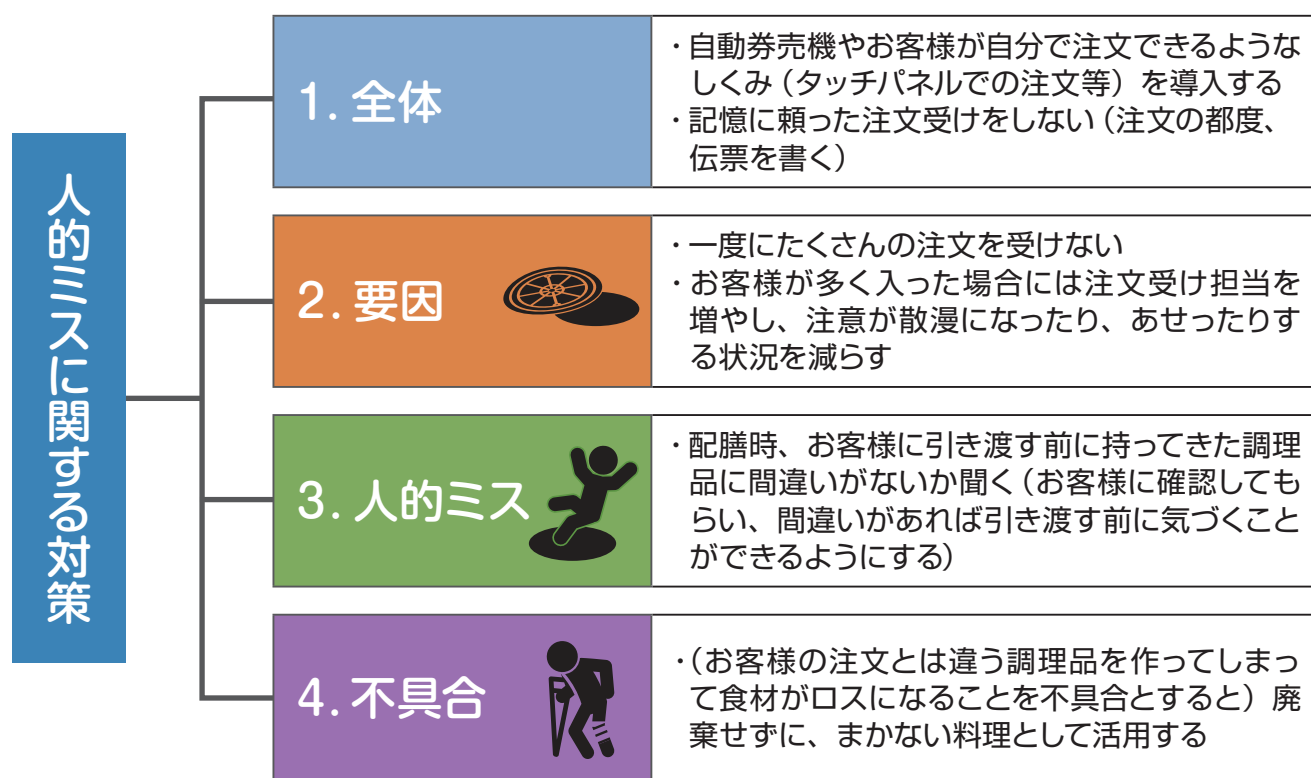 人的ミスに関する対策
1. 全体
・自動券売機やお客様が自分で注文できるような
しくみ（タッチパネルでの注文等）を導入する
・記憶に頼った注文受けをしない（注文の都度、
伝票を書く）
2. 要因
・一度にたくさんの注文を受けない
・お客様が多く入った場合には注文受け担当を
増やし、注意が散漫になったり、あせったりす
る状況を減らす
3. 人的ミス
・配膳時、お客様に引き渡す前に持ってきた調理
品に間違いがないか聞く（お客様に確認しても
らい、間違いがあれば引き渡す前に気づくこと
ができるようにする）
4. 不具合
・（お客様の注文とは違う調理品を作ってしまっ
て食材がロスになることを不具合とすると）廃
棄せずに、まかない料理として活用する